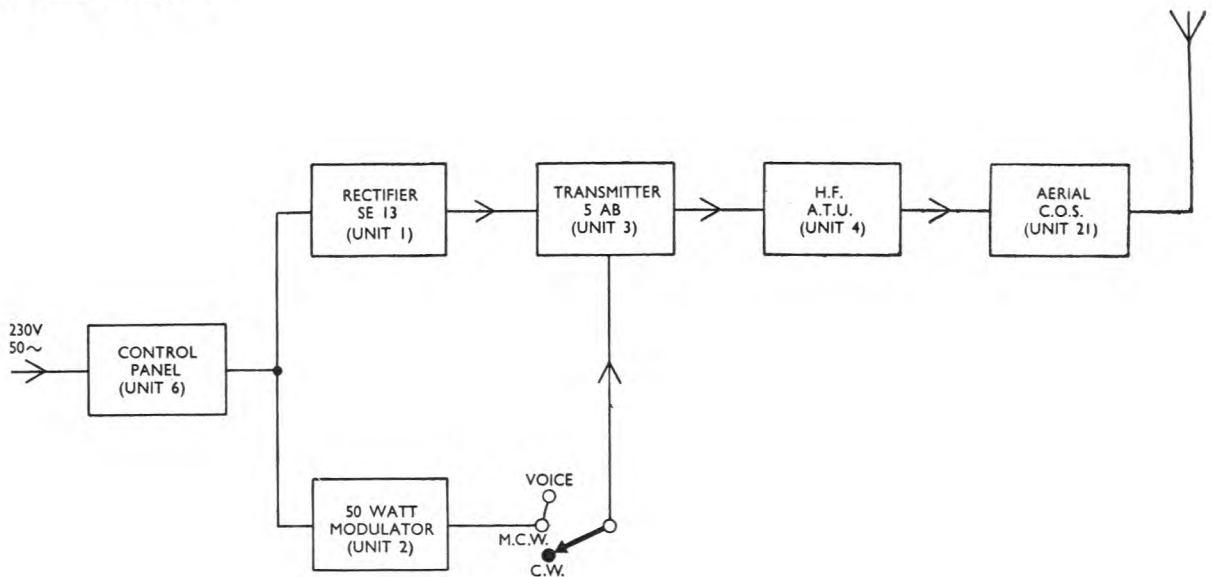 RECTIFIER
SE 13
(UNIT 1)
TRANSMITTER
5 AB
(UNIT 3)
H.F.
A.T.U.
(UNIT 4)
AERIAL
C.O.S.
(UNIT 21)
230V
50~
CONTROL
PANEL
(UNIT 6)
50 WATT
MODULATOR
(UNIT 2)
VOICE
M.C.W.
C.W.